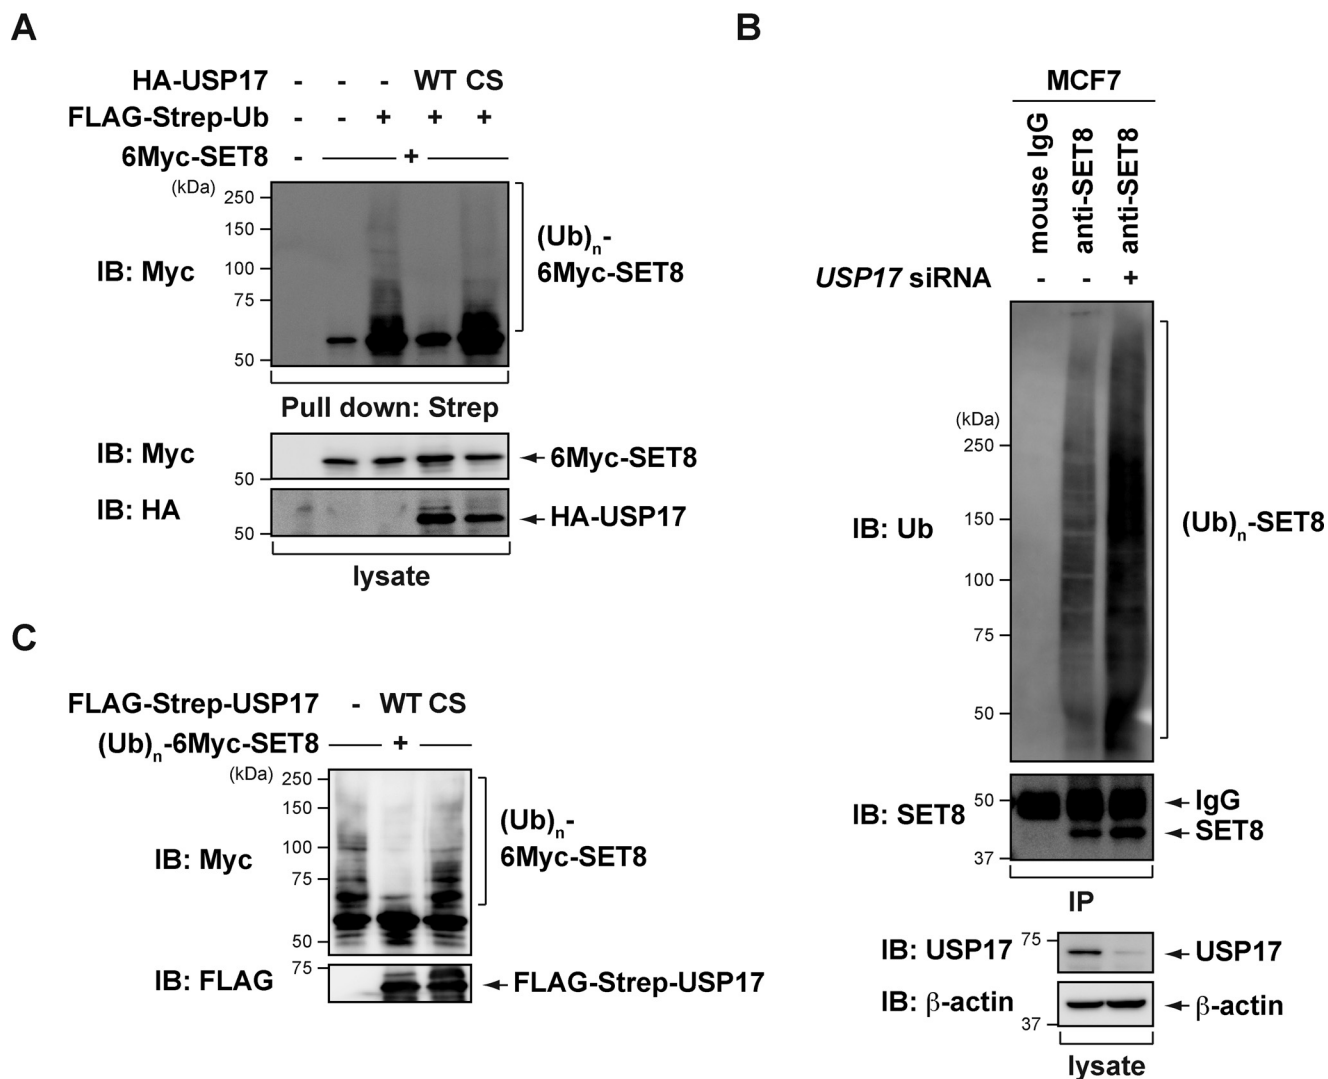 A
HA-USP17 - - - WT CS
FLAG-Strep-Ub - - + + +
6Myc-SET8 - +
(kDa)
250
150
100
75
50
IB: Myc
(Ub)n-
6Myc-SET8
Pull down: Strep
IB: Myc
50
6Myc-SET8
IB: HA
50
HA-USP17
lysate
B
MCF7
mouse IgG
anti-SET8
anti-SET8
USP17 siRNA - - +
(kDa)
250
150
100
75
50
IB: Ub
(Ub)n-SET8
IB: SET8
50
37
IgG
SET8
IP
IB: USP17
75
USP17
IB: β-actin
37
β-actin
lysate
C
FLAG-Strep-USP17 - WT CS
(Ub)n-6Myc-SET8 +
(kDa)
250
150
100
75
50
IB: Myc
(Ub)n-
6Myc-SET8
IB: FLAG
75
FLAG-Strep-USP17